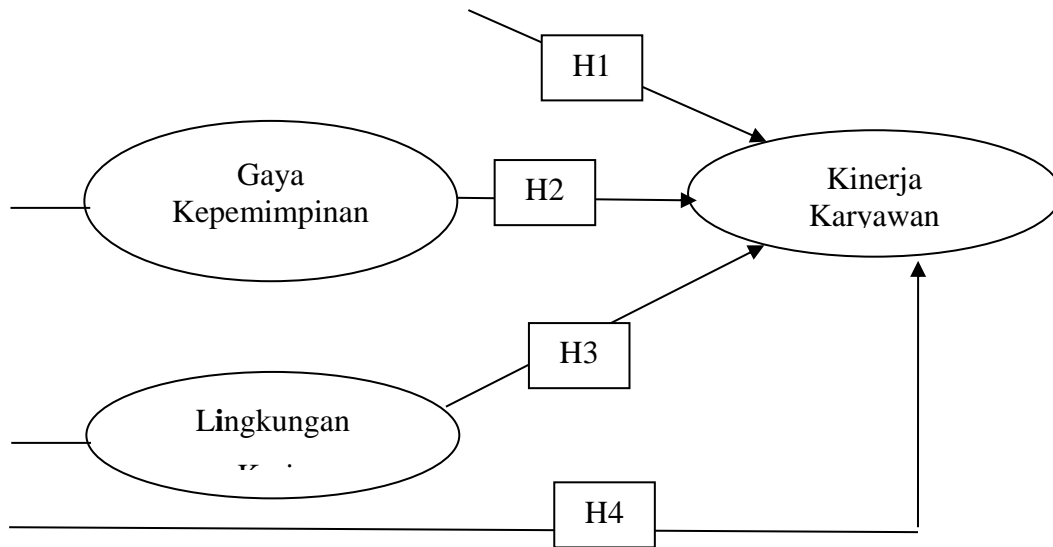 H1
Gaya
Kepemimpinan
H2
Kinerja
Karyawan
H3
Lingkungan
H4